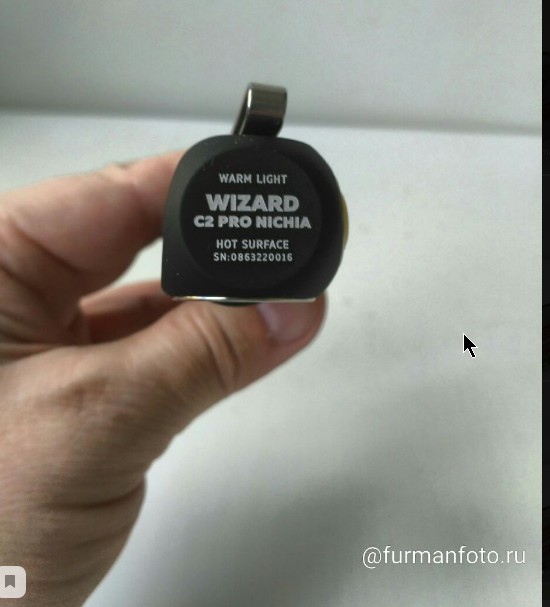 WARM LIGHT
WIZARD
C2 PRO NICHIA
HOT SURFACE
SN:0863220016
@furmanfoto.ru